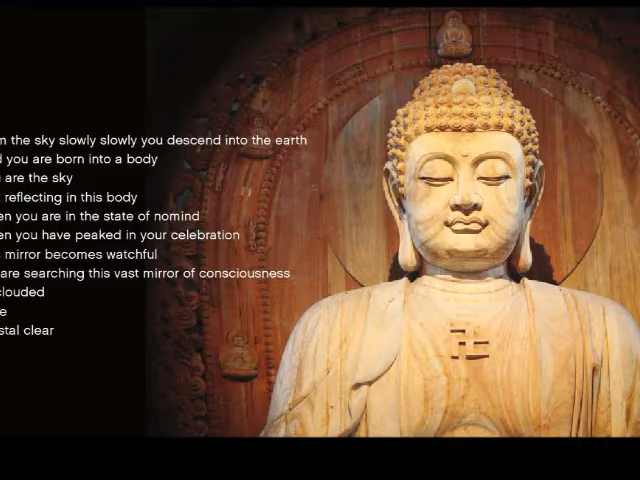 the sky slowly slowly you descend into the earth
you are born into a body
are the sky
reflecting in this body
you are in the state of nomind
you have peaked in your celebration
mirror becomes watchful
are searching this vast mirror of consciousness
clouded
clear